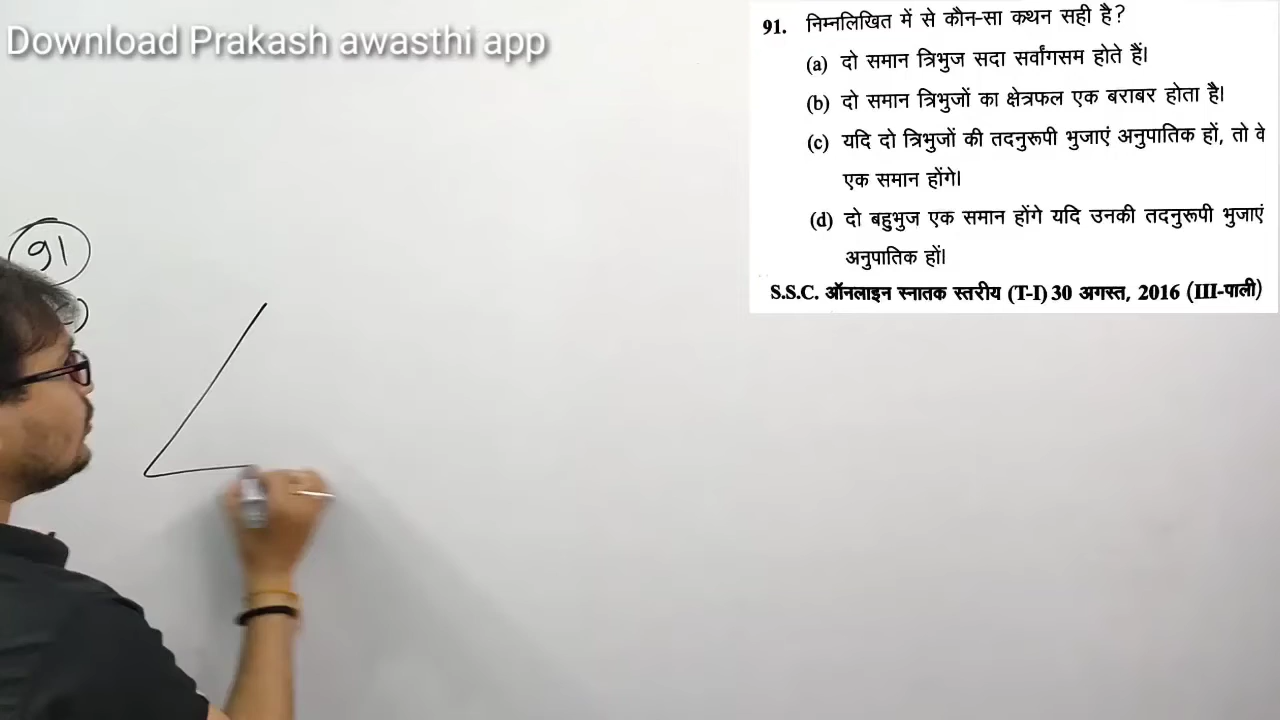 Download Prakash awasthi app
91. निम्नलिखित में से कौन-सा कथन सही है?
(a) दो समान त्रिभुज सदा सर्वांगसम होते हैं।
(b) दो समान त्रिभुजों का क्षेत्रफल एक बराबर होता है।
(c) यदि दो त्रिभुजों की तदनुरूपी भुजाएं अनुपातिक हों, तो वे
एक समान होंगे।
(d) दो बहुभुज एक समान होंगे यदि उनकी तदनुरूपी भुजाएं
अनुपातिक हों।
S.S.C. ऑनलाइन स्नातक स्तरीय (T-I) 30 अगस्त, 2016 (III-पाली)
91